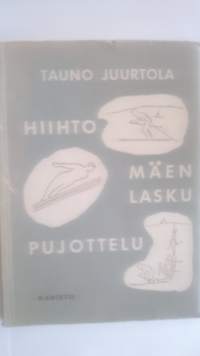 TAUNO JUURTOLA
HIIHTO
MÄEN
LASKU
PUJOTTELU